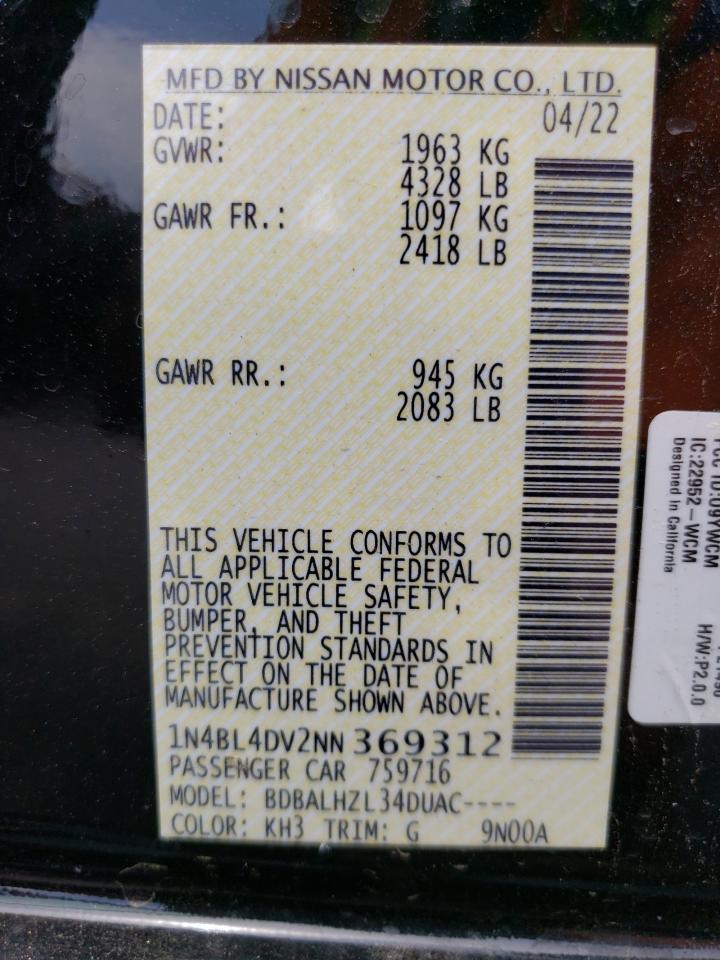 MFD BY NISSAN MOTOR CO., LTD.
DATE: 04/22
GVWR: 1963 KG
4328 LB
GAWR FR.: 1097 KG
2418 LB
GAWR RR.: 945 KG
2083 LB
THIS VEHICLE CONFORMS TO
ALL APPLICABLE FEDERAL
MOTOR VEHICLE SAFETY,
BUMPER, AND THEFT
PREVENTION STANDARDS IN
EFFECT ON THE DATE OF
MANUFACTURE SHOWN ABOVE.
1N4BL4DV2NN 369312
PASSENGER CAR 759716
MODEL: BDBALHZL34DUAC----
COLOR: KH3 TRIM: G 9N00A
IC:22952-WCM H/W:P2.0.0
Designed in California